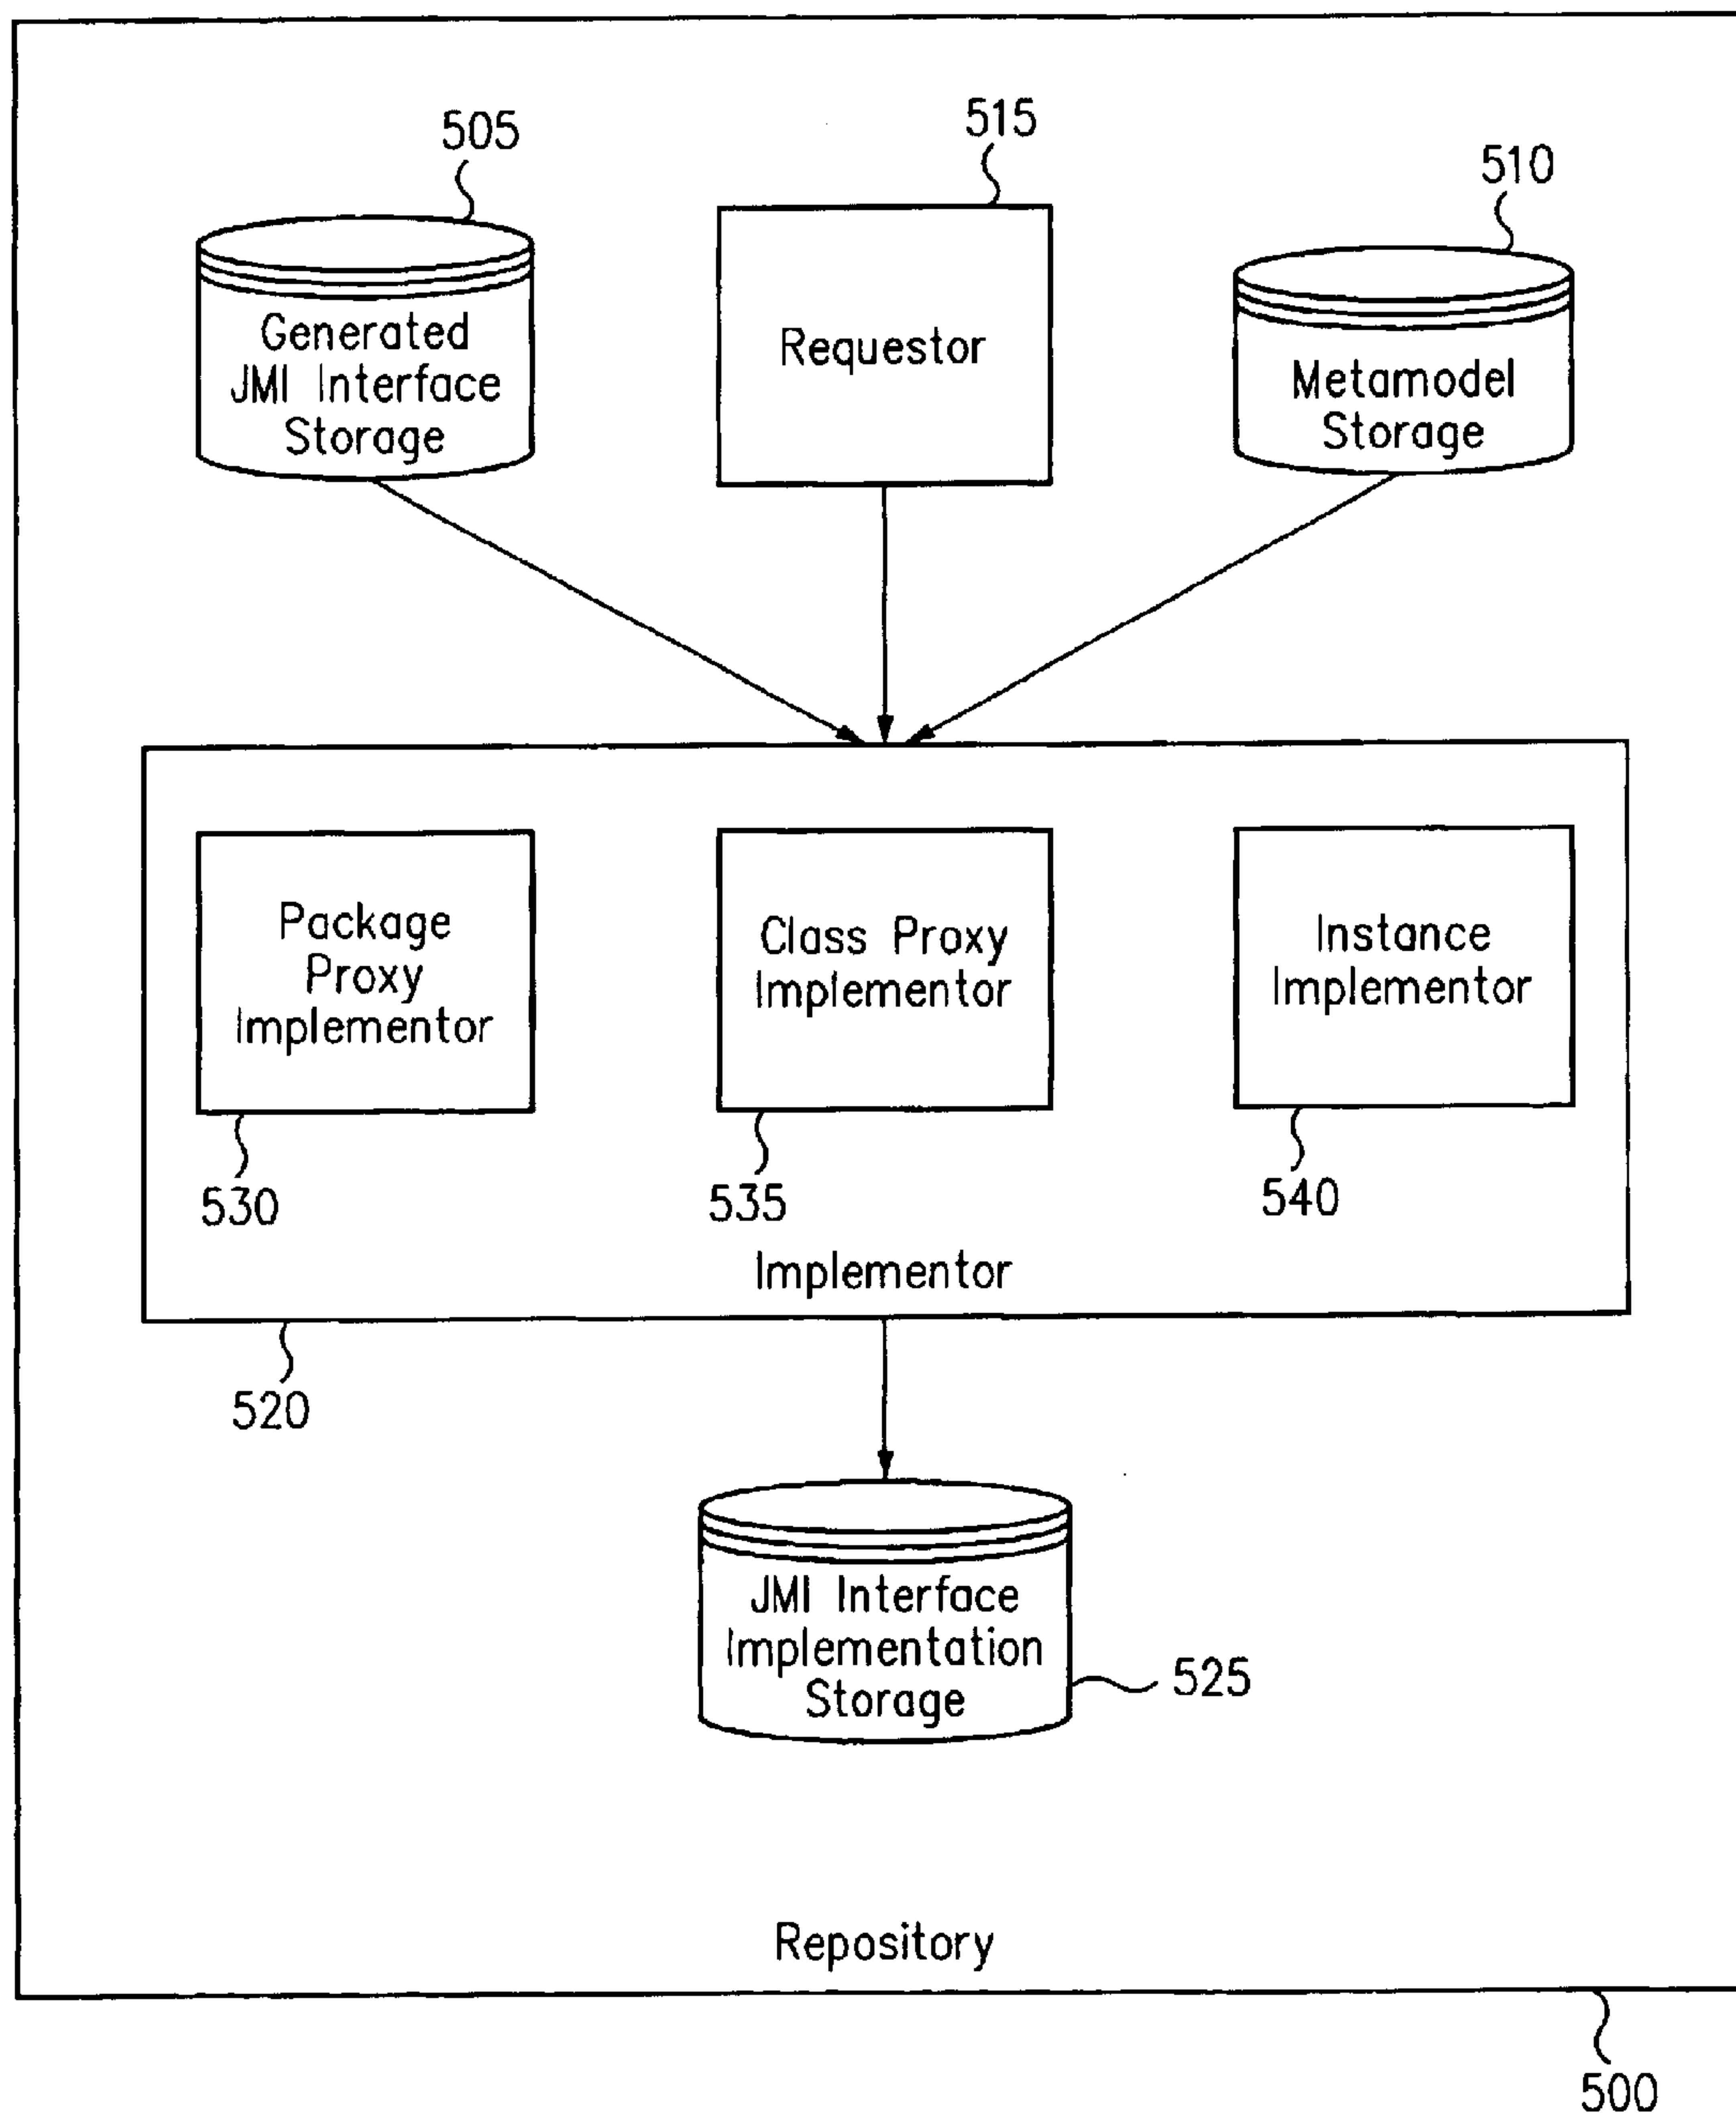 505
515
510
Generated
JMI Interface
Storage
Requestor
Metamodel
Storage
Package
Proxy
Implementor
Class Proxy
Implementor
Instance
Implementor
530
535
540
Implementor
520
JMI Interface
Implementation
Storage
525
Repository
500